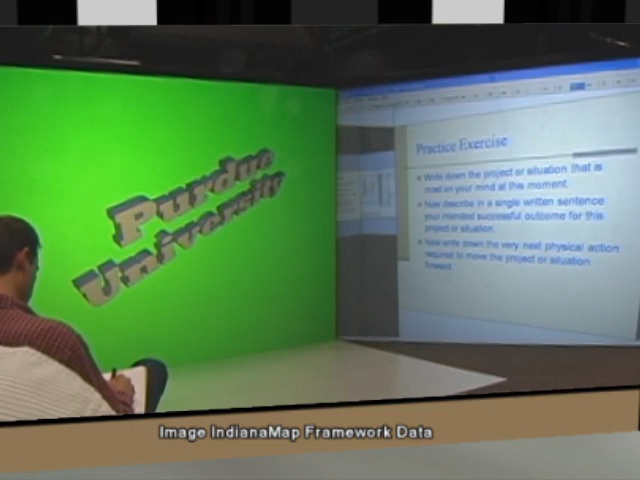 Purdue
University
Practice Exercise
Write down the project or situation that is
most on your mind at this moment.
Now describe in a single written sentence
your intended successful outcome for this
project or situation.
Now write down the very next physical action
required to move the project or situation
forward.
Image IndianaMap Framework Data